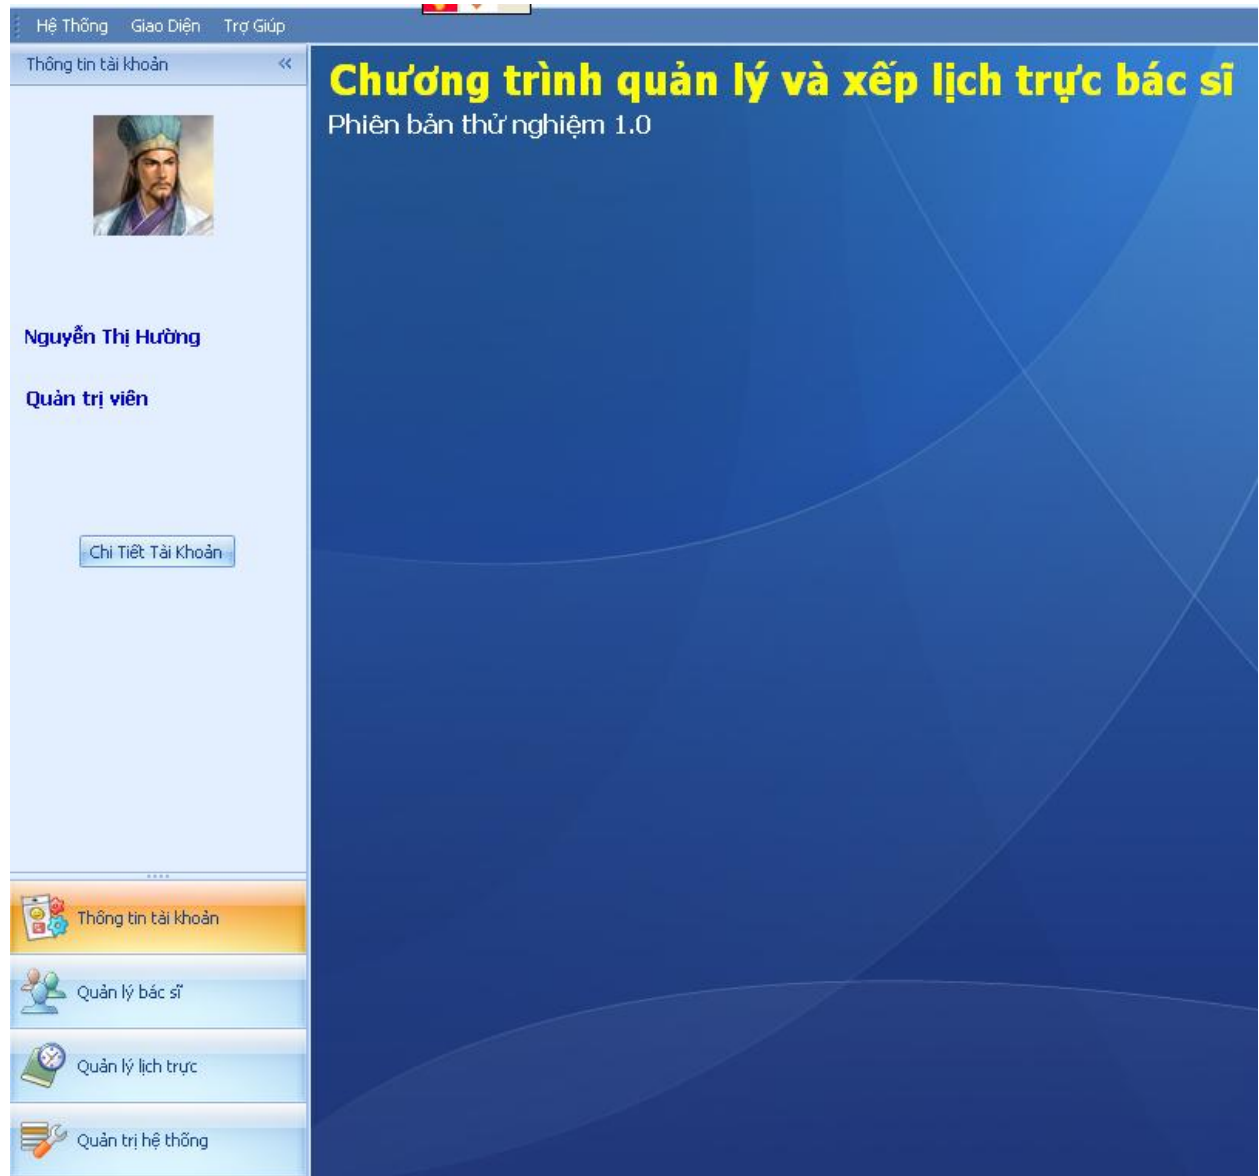 Hệ Thống Giao Diện Trợ Giúp
Thông tin tài khoản «
Chương trình quản lý và xếp lịch trực bác sĩ
Phiên bản thử nghiệm 1.0
Nguyễn Thị Hường
Quản trị viên
Chi Tiết Tài Khoản
Thông tin tài khoản
Quản lý bác sĩ
Quản lý lịch trực
Quản trị hệ thống